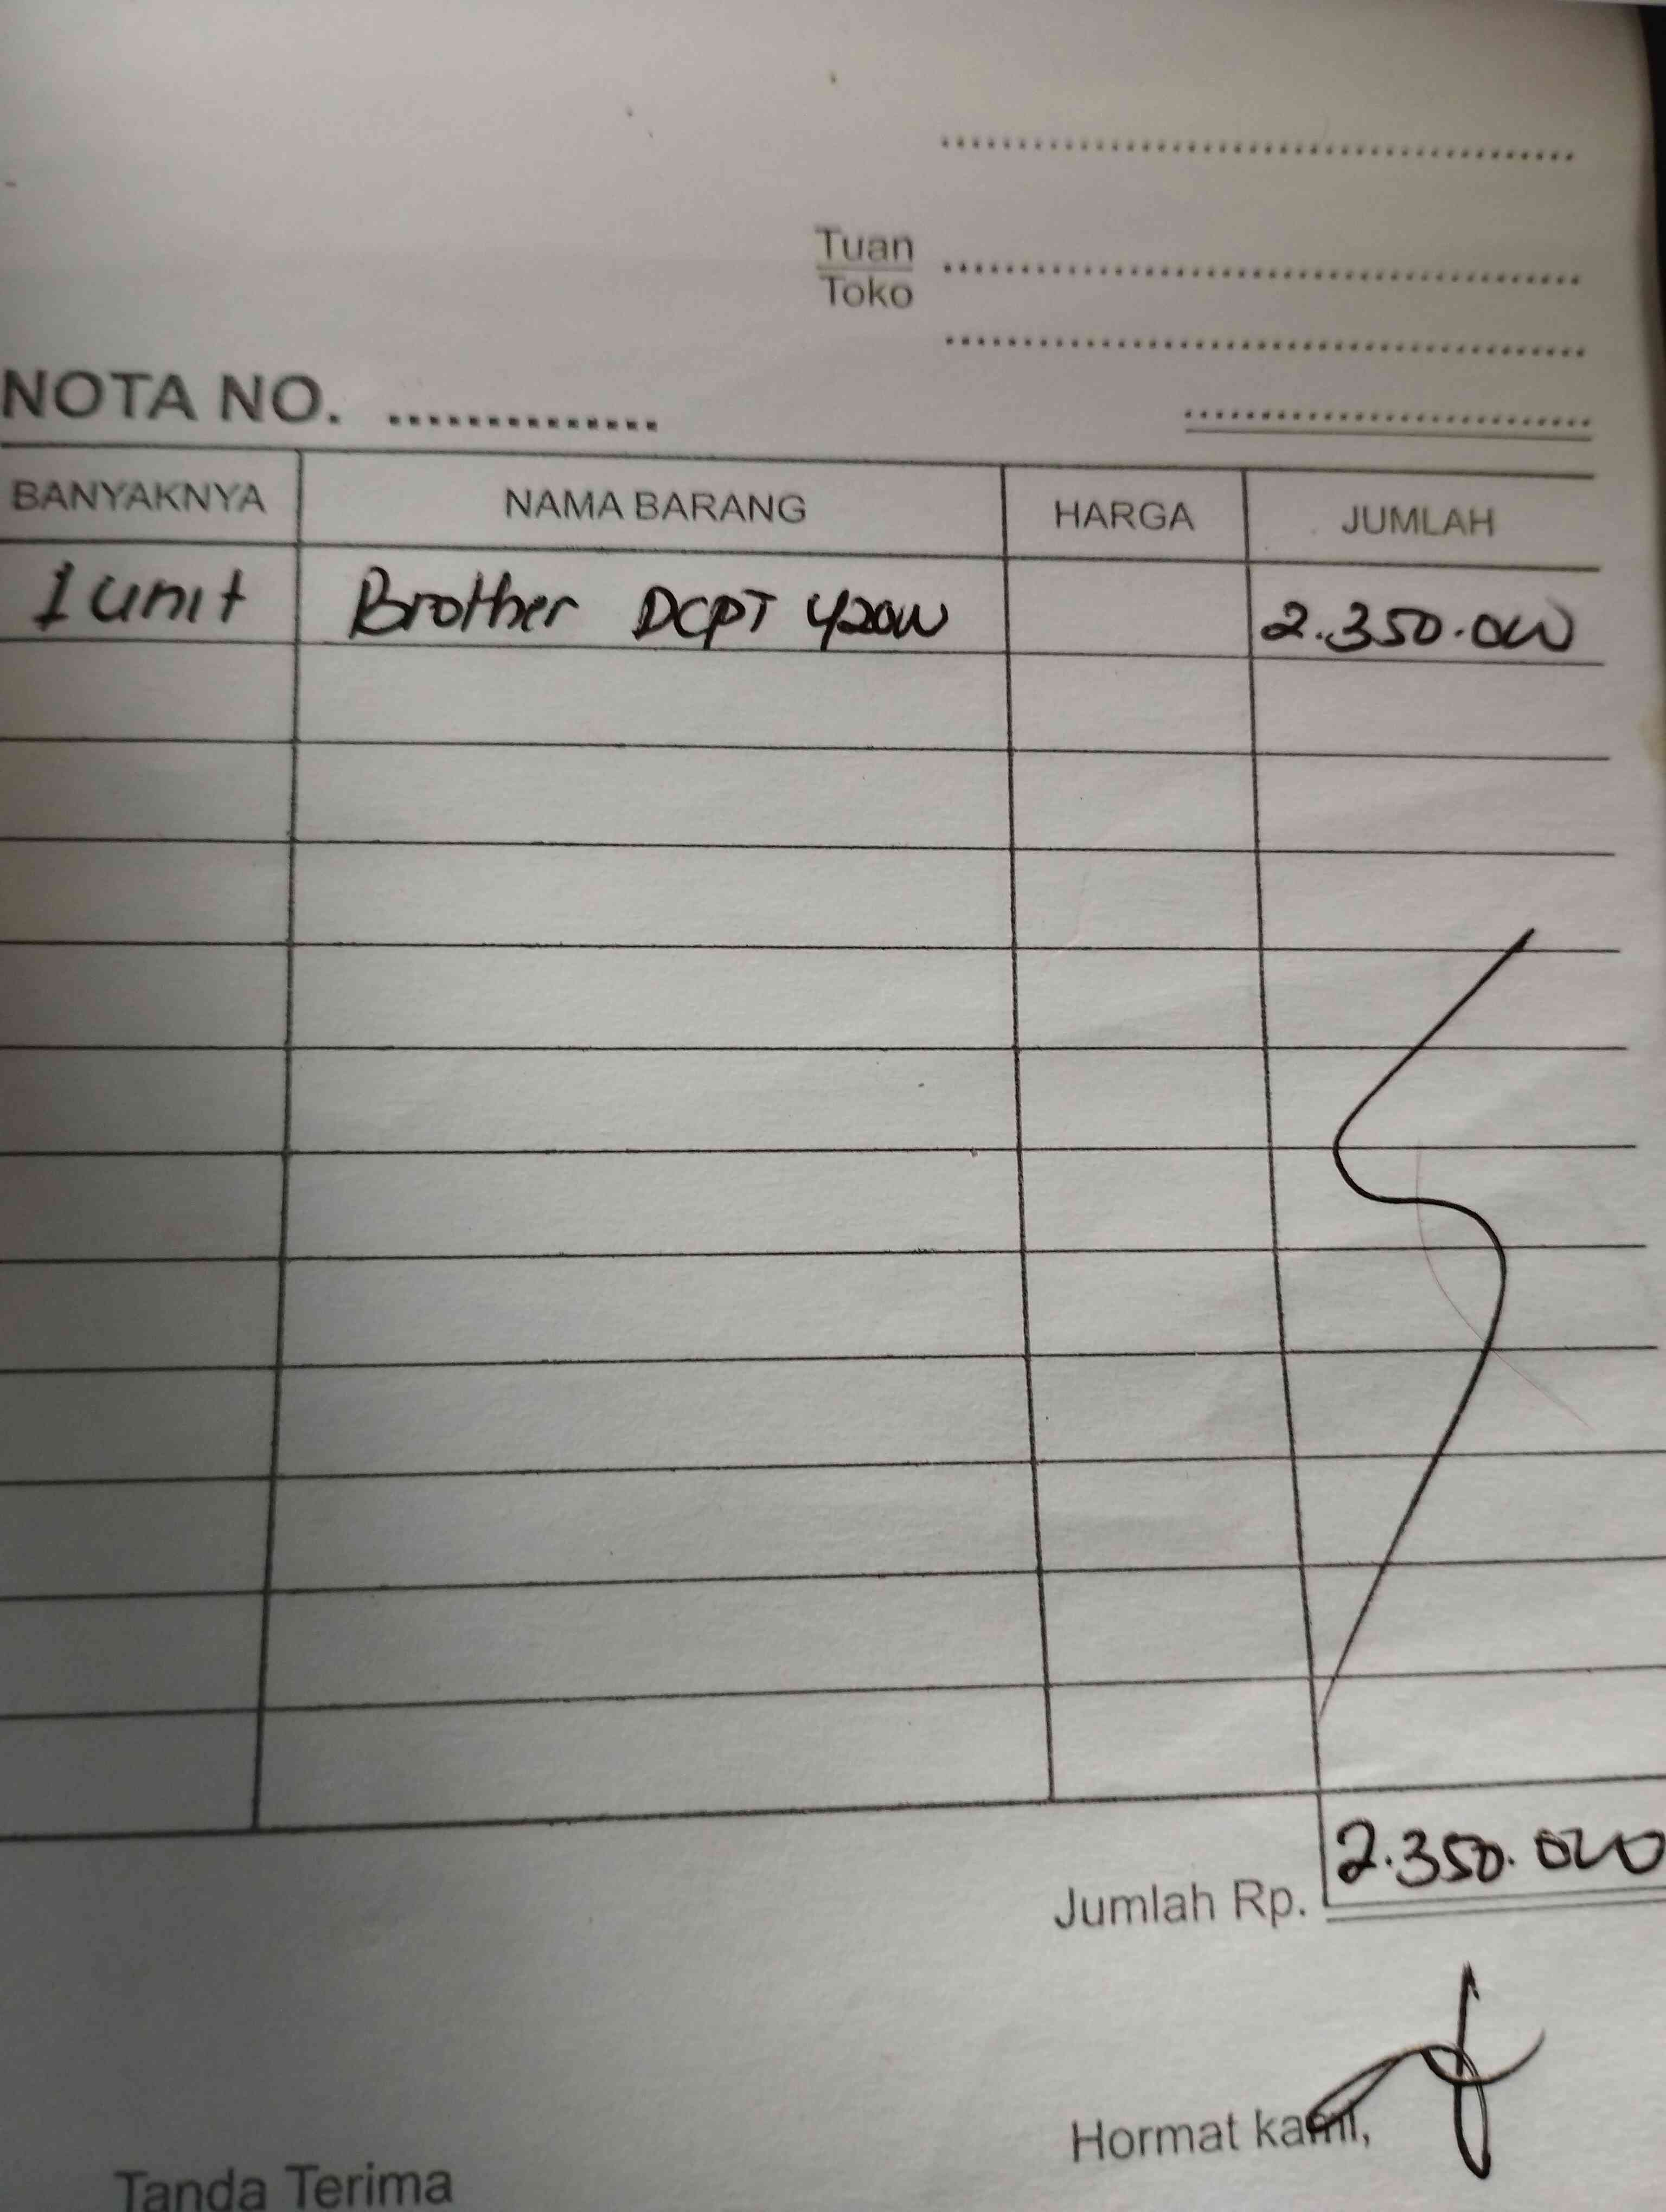 Tuan
Toko
NOTA NO.
BANYAKNYA NAMA BARANG HARGA JUMLAH
1 unit Brother DCPT 420W 2.350.000
Jumlah Rp. 2.350.000
Hormat kami,
Tanda Terima